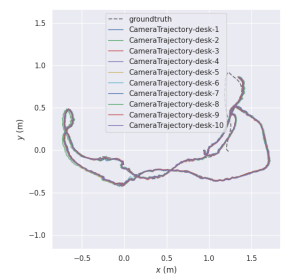 groundtruth
CameraTrajectory-desk-1
CameraTrajectory-desk-2
CameraTrajectory-desk-3
CameraTrajectory-desk-4
CameraTrajectory-desk-5
CameraTrajectory-desk-6
CameraTrajectory-desk-7
CameraTrajectory-desk-8
CameraTrajectory-desk-9
CameraTrajectory-desk-10
1.5
1.0
0.5
0.0
−0.5
−1.0
y (m)
−0.5 0.0 0.5 1.0 1.5
x (m)